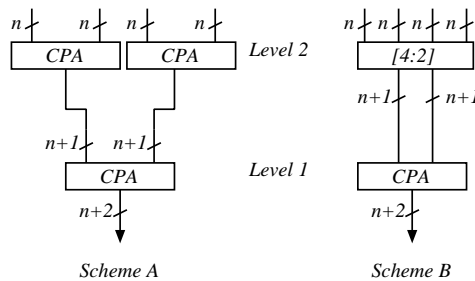 n n n n n n n n
CPA CPA Level 2 [4:2]
n+1 n+1
n+1 n+1 Level 1
CPA CPA
n+2 n+2
Scheme A Scheme B